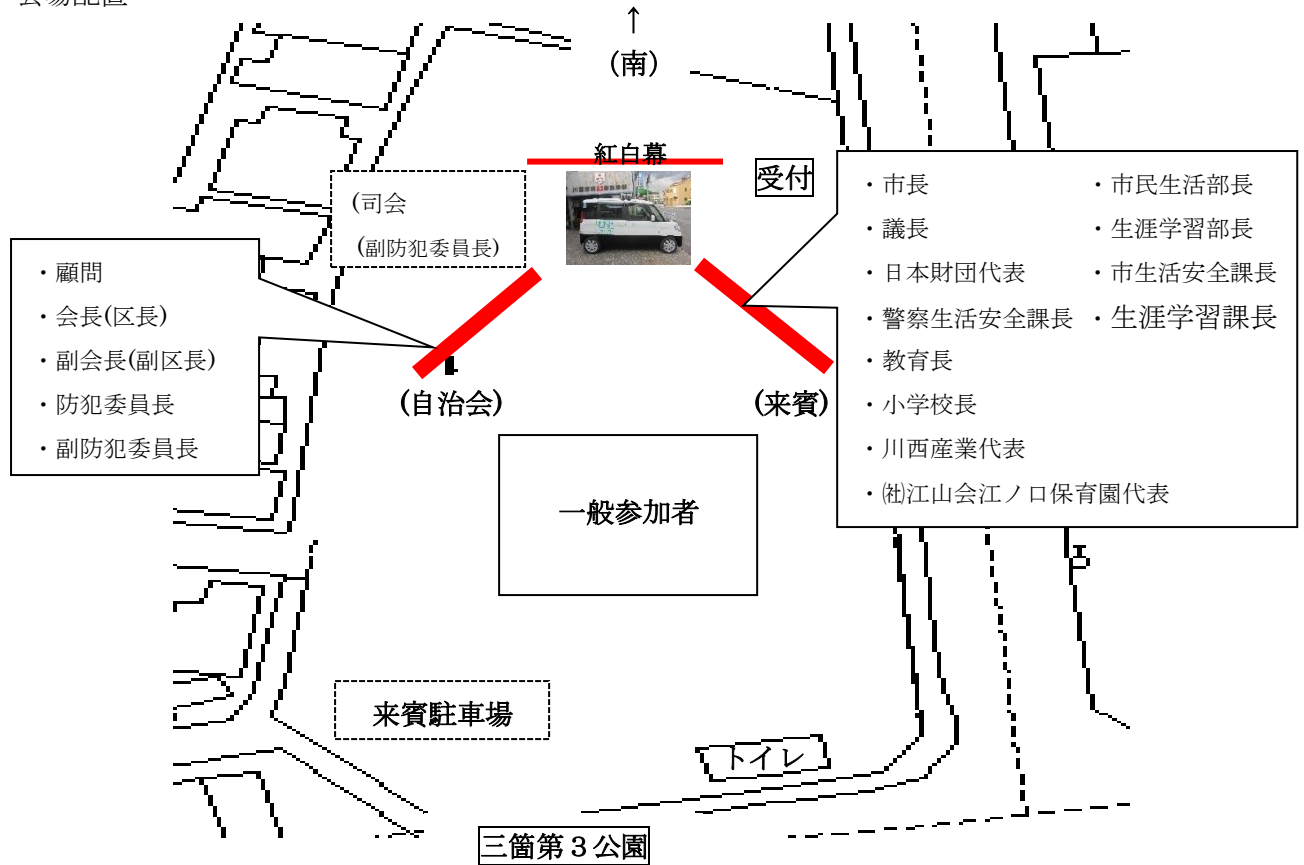 会場配置
↑
(南)
紅白幕
受付
(司会
(副防犯委員長)
・顧問
・会長(区長)
・副会長(副区長)
・防犯委員長
・副防犯委員長
(自治会)
(来賓)
・市長
・議長
・日本財団代表
・警察生活安全課長
・教育長
・小学校長
・川西産業代表
・㈳江山会江ノ口保育園代表
・市民生活部長
・生涯学習部長
・市生活安全課長
・生涯学習課長
一般参加者
来賓駐車場
トイレ
三箇第３公園